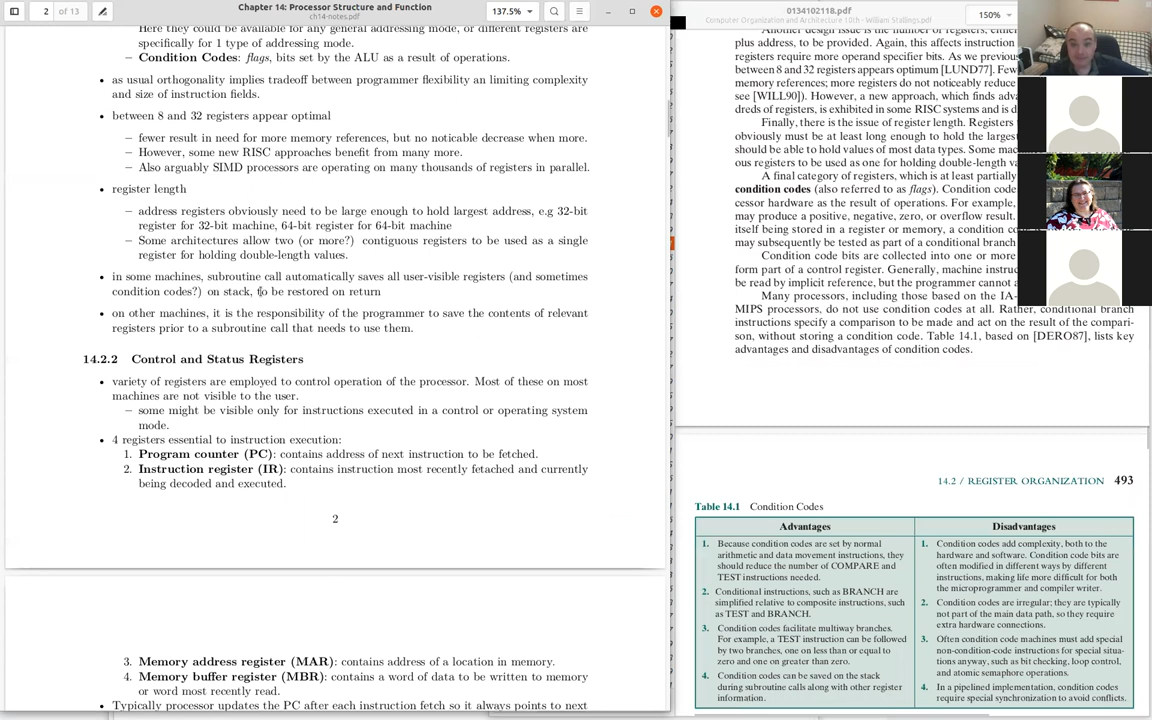 Chapter 14: Processor Structure and Function
ch14-notes.pdf
2 of 13
137.5%
Here they could be available for any general addressing mode, or different registers are
specifically for 1 type of addressing mode.
– Condition Codes: flags, bits set by the ALU as a result of operations.
• as usual orthogonality implies tradeoff between programmer flexibility an limiting complexity
and size of instruction fields.
• between 8 and 32 registers appear optimal
– fewer result in need for more memory references, but no noticable decrease when more.
– However, some new RISC approaches benefit from many more.
– Also arguably SIMD processors are operating on many thousands of registers in parallel.
• register length
– address registers obviously need to be large enough to hold largest address, e.g 32-bit
register for 32-bit machine, 64-bit register for 64-bit machine
– Some architectures allow two (or more?) contiguous registers to be used as a single
register for holding double-length values.
• in some machines, subroutine call automatically saves all user-visible registers (and sometimes
condition codes?) on stack, to be restored on return
• on other machines, it is the responsibility of the programmer to save the contents of relevant
registers prior to a subroutine call that needs to use them.
14.2.2 Control and Status Registers
• variety of registers are employed to control operation of the processor. Most of these on most
machines are not visible to the user.
– some might be visible only for instructions executed in a control or operating system
mode.
• 4 registers essential to instruction execution:
1. Program counter (PC): contains address of next instruction to be fetched.
2. Instruction register (IR): contains instruction most recently fetached and currently
being decoded and executed.
2
3. Memory address register (MAR): contains address of a location in memory.
4. Memory buffer register (MBR): contains a word of data to be written to memory
or word most recently read.
• Typically processor updates the PC after each instruction fetch so it always points to next
0134102118.pdf
Computer Organization and Architecture 10th - William Stallings.pdf
150%
Another design issue is the number of registers, either
plus address, to be provided. Again, this affects instruction
registers require more operand specifier bits. As we previous
between 8 and 32 registers appears optimum [LUND77]. Few
memory references; more registers do not noticeably reduce
see [WILL90]). However, a new approach, which finds adva
dreds of registers, is exhibited in some RISC systems and is d
Finally, there is the issue of register length. Registers
obviously must be at least long enough to hold the largest
should be able to hold values of most data types. Some mac
ous registers to be used as one for holding double-length va
A final category of registers, which is at least partially
condition codes (also referred to as flags). Condition code
cessor hardware as the result of operations. For example,
may produce a positive, negative, zero, or overflow result.
itself being stored in a register or memory, a condition co
may subsequently be tested as part of a conditional branch
Condition code bits are collected into one or more
form part of a control register. Generally, machine instruc
be read by implicit reference, but the programmer cannot a
Many processors, including those based on the IA-
MIPS processors, do not use condition codes at all. Rather, conditional branch
instructions specify a comparison to be made and act on the result of the compari-
son, without storing a condition code. Table 14.1, based on [DERO87], lists key
advantages and disadvantages of condition codes.
14.2 / REGISTER ORGANIZATION 493
Table 14.1 Condition Codes
Advantages
1. Because condition codes are set by normal
arithmetic and data movement instructions, they
should reduce the number of COMPARE and
TEST instructions needed.
2. Conditional instructions, such as BRANCH are
simplified relative to composite instructions, such
as TEST and BRANCH.
3. Condition codes facilitate multiway branches.
For example, a TEST instruction can be followed
by two branches, one on less than or equal to
zero and one on greater than zero.
4. Condition codes can be saved on the stack
during subroutine calls along with other register
information.
Disadvantages
1. Condition codes add complexity, both to the
hardware and software. Condition code bits are
often modified in different ways by different
instructions, making life more difficult for both
the microprogrammer and compiler writer.
2. Condition codes are irregular; they are typically
not part of the main data path, so they require
extra hardware connections.
3. Often condition code machines must add special
non-condition-code instructions for special situa-
tions anyway, such as bit checking, loop control,
and atomic semaphore operations.
4. In a pipelined implementation, condition codes
require special synchronization to avoid conflicts.